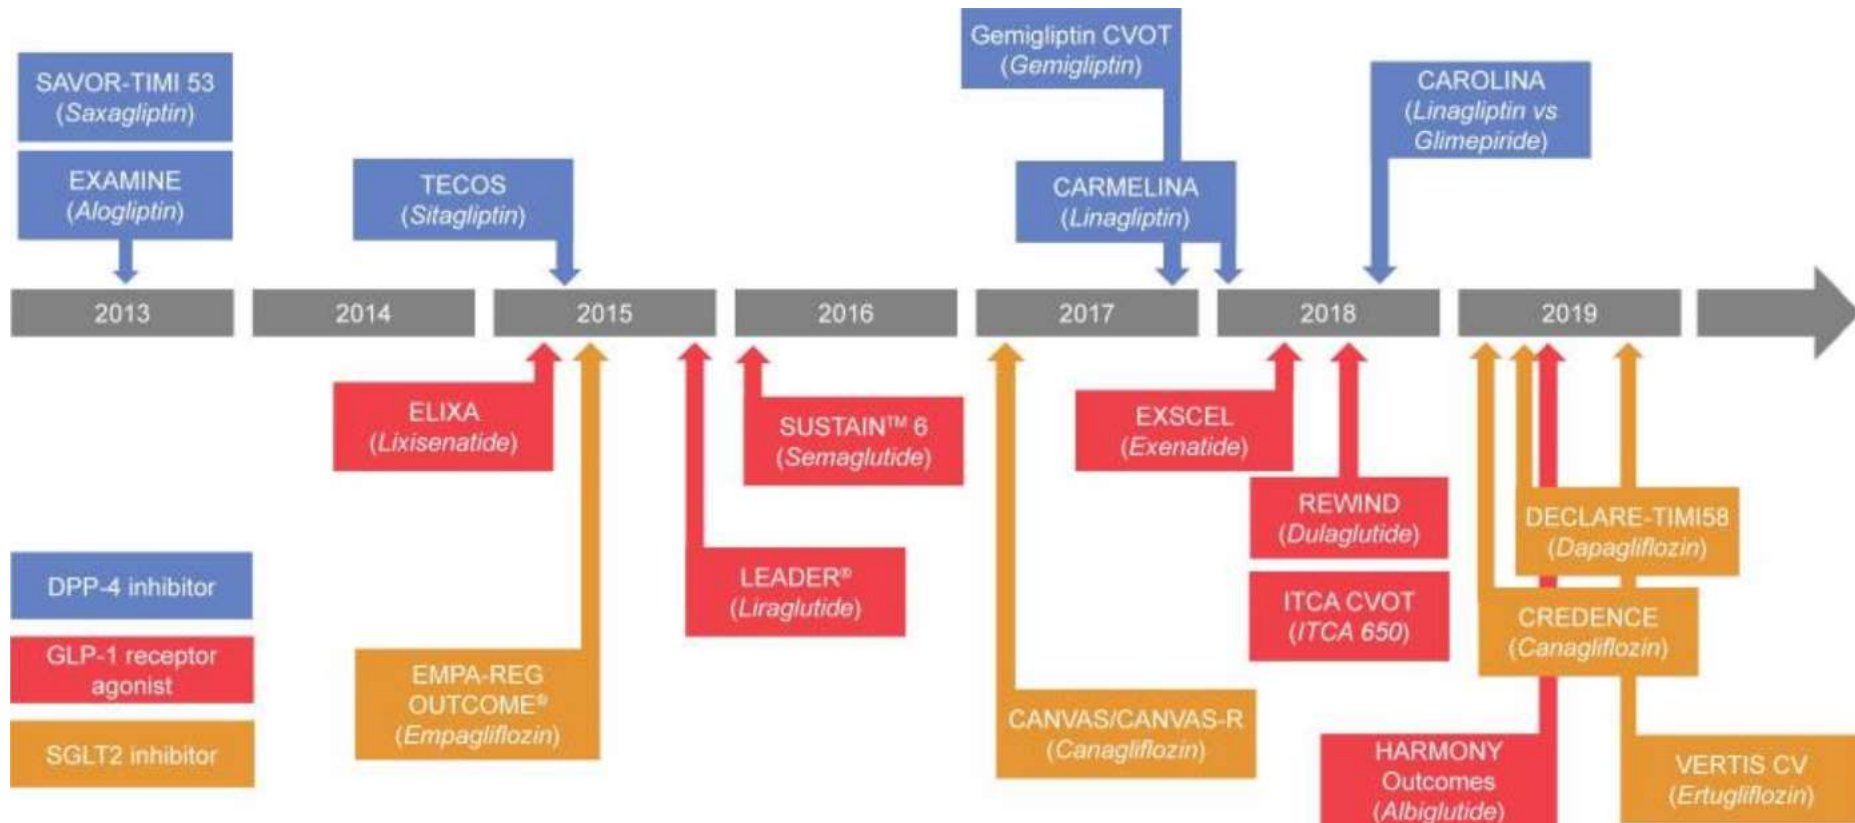 Gemigliptin CVOT
(Gemigliptin)
SAVOR-TIMI 53
(Saxagliptin)
CAROLINA
(Linagliptin vs
Glimepiride)
EXAMINE
(Alogliptin)
TECOS
(Sitagliptin)
CARMELINA
(Linagliptin)
2013
2014
2015
2016
2017
2018
2019
ELIXA
(Lixisenatide)
SUSTAIN™ 6
(Semaglutide)
EXSCEL
(Exenatide)
REWIND
(Dulaglutide)
DECLARE-TIMI58
(Dapagliflozin)
LEADER®
(Liraglutide)
ITCA CVOT
(ITCA 650)
CREDENCE
(Canagliflozin)
EMPA-REG
OUTCOME®
(Empagliflozin)
CANVAS/CANVAS-R
(Canagliflozin)
HARMONY
Outcomes
(Albiglutide)
VERTIS CV
(Ertugliflozin)
DPP-4 inhibitor
GLP-1 receptor
agonist
SGLT2 inhibitor